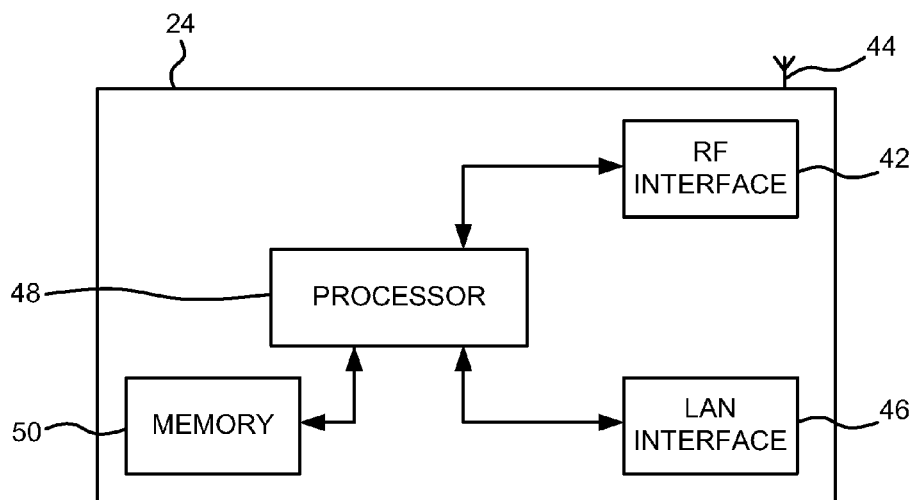 24
44
RF
INTERFACE
42
48
PROCESSOR
50
MEMORY
LAN
INTERFACE
46